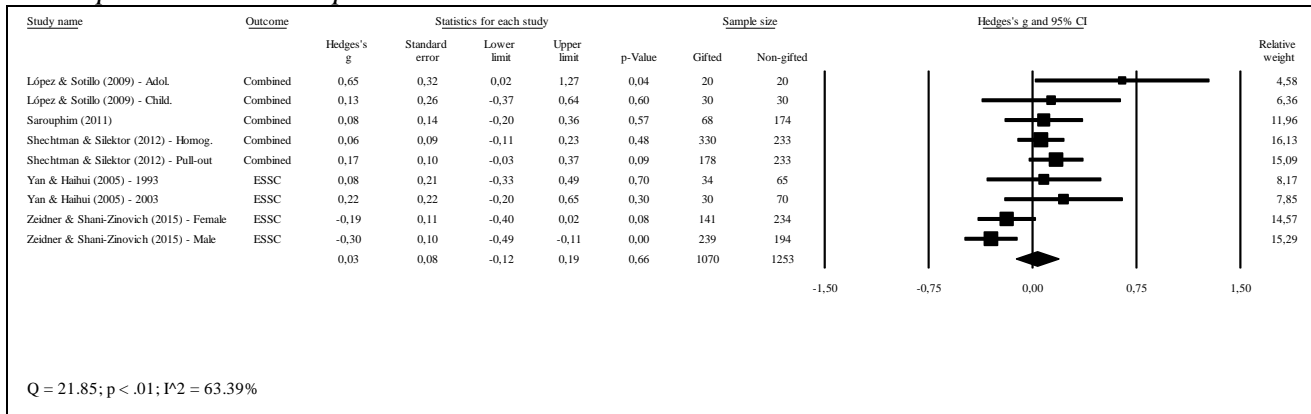 Study name Outcome Statistics for each study Sample size Hedges's g and 95% CI
Hedges's g Standard error Lower limit Upper limit p-Value Gifted Non-gifted Relative weight
López & Sotillo (2009) - Adol. Combined 0,65 0,32 0,02 1,27 0,04 20 20 4,58
López & Sotillo (2009) - Child. Combined 0,13 0,26 -0,37 0,64 0,60 30 30 6,36
Sarouphim (2011) Combined 0,08 0,14 -0,20 0,36 0,57 68 174 11,96
Shechtman & Silektor (2012) - Homog. Combined 0,06 0,09 -0,11 0,23 0,48 330 233 16,13
Shechtman & Silektor (2012) - Pull-out Combined 0,17 0,10 -0,03 0,37 0,09 178 233 15,09
Yan & Haihui (2005) - 1993 ESSC 0,08 0,21 -0,33 0,49 0,70 34 65 8,17
Yan & Haihui (2005) - 2003 ESSC 0,22 0,22 -0,20 0,65 0,30 30 70 7,85
Zeidner & Shani-Zinovich (2015) - Female ESSC -0,19 0,11 -0,40 0,02 0,08 141 234 14,57
Zeidner & Shani-Zinovich (2015) - Male ESSC -0,30 0,10 -0,49 -0,11 0,00 239 194 15,29
0,03 0,08 -0,12 0,19 0,66 1070 1253
-1,50 -0,75 0,00 0,75 1,50
Q = 21.85; p < .01; I^2 = 63.39%